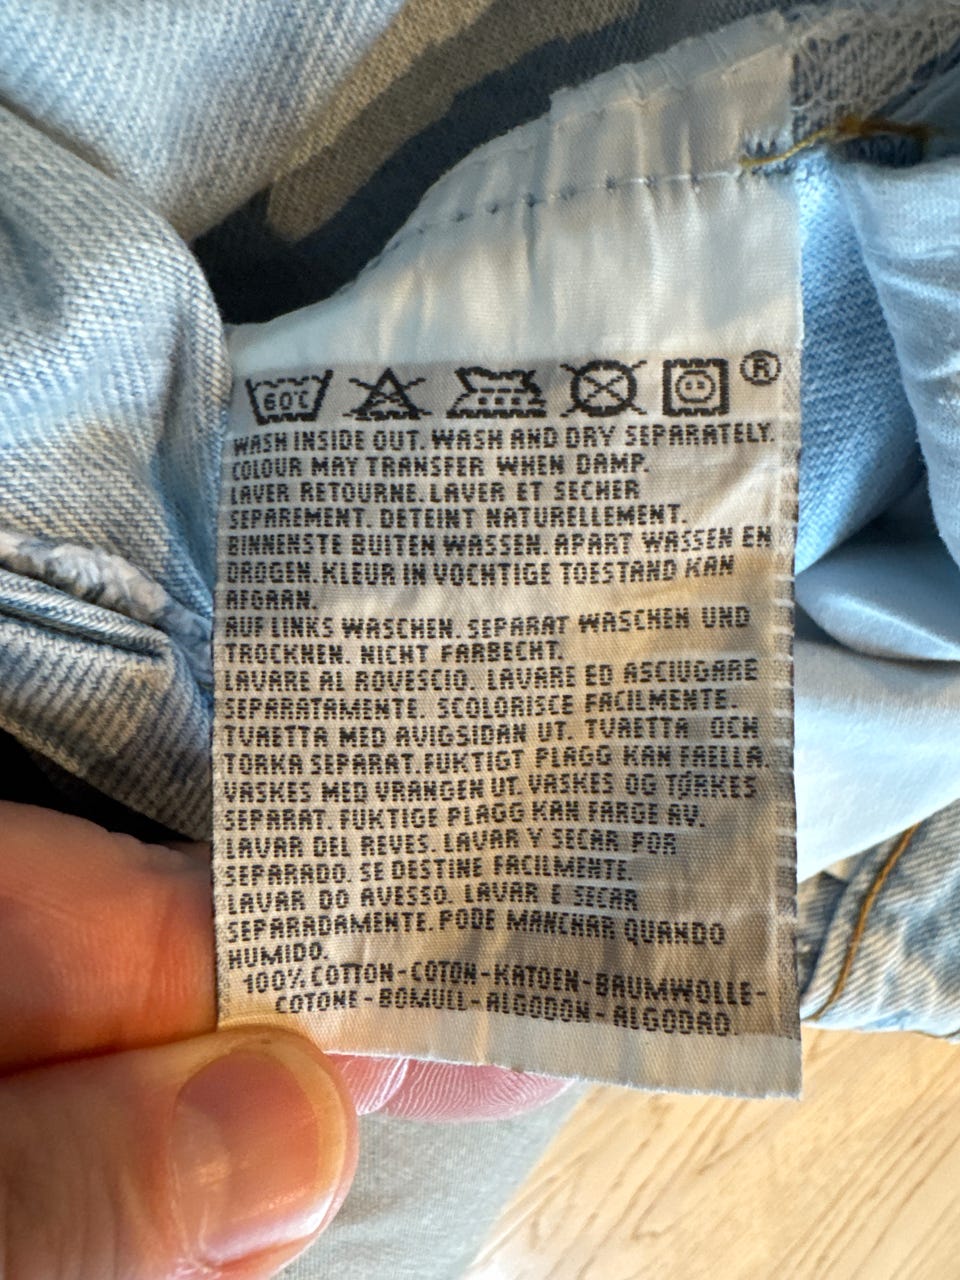 60°C
®
WASH INSIDE OUT. WASH AND DRY SEPARATELY.
COLOUR MAY TRANSFER WHEN DAMP.
LAVER RETOURNE. LAVER ET SECHER
SEPAREMENT. DETEINT NATURELLEMENT.
BINNENSTE BUITEN WASSEN. APART WASSEN EN
DROGEN. KLEUR IN VOCHTIGE TOESTAND KAN
AFGAAN.
AUF LINKS WASCHEN. SEPARAT WASCHEN UND
TROCKNEN. NICHT FARBECHT.
LAVARE AL ROVESCIO. LAVARE ED ASCIUGARE
SEPARATAMENTE. SCOLORISCE FACILMENTE.
TVAETTA MED AVIGSIDAN UT. TVAETTA OCH
TORKA SEPARAT. FUKTIGT PLAGG KAN FAELLA.
VASKES MED VRANGEN UT. VASKES OG TØRKES
SEPARAT. FUKTIGE PLAGG KAN FARGE AV.
LAVAR DEL REVES. LAVAR Y SECAR POR
SEPARADO. SE DESTINE FACILMENTE.
LAVAR DO AVESSO. LAVAR E SECAR
SEPARADAMENTE. PODE MANCHAR QUANDO
HUMIDO.
100% COTTON-COTON-KATOEN-BAUMWOLLE-
COTONE-BOMULL-ALGODON-ALGODAO.